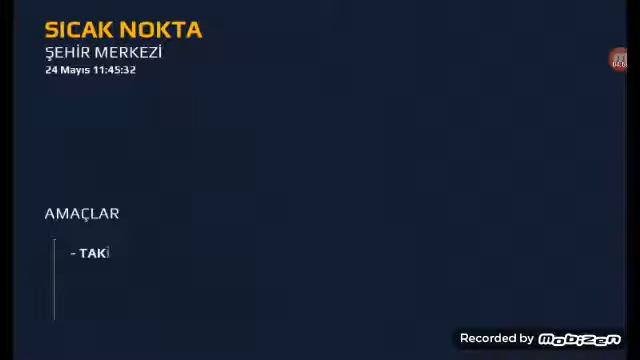 SICAK NOKTA
ŞEHİR MERKEZİ
24 Mayıs 11:45:32
AMAÇLAR
- TAKİ
Recorded by mobizen